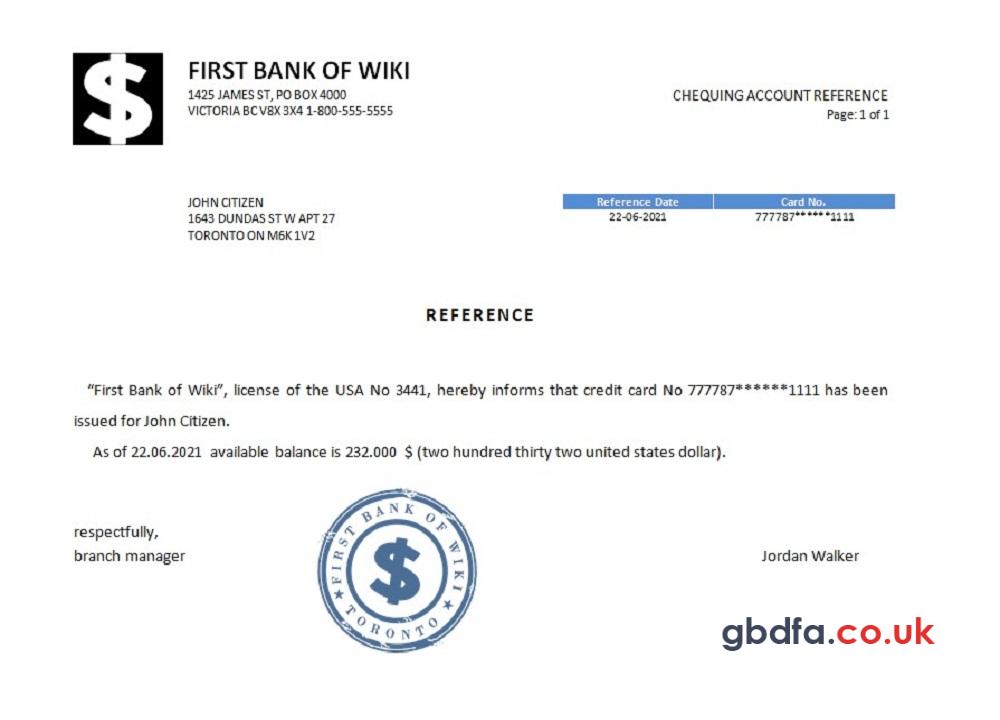 FIRST BANK OF WIKI
1425 JAMES ST, PO BOX 4000
VICTORIA BC V8X 3X4 1-800-555-5555
CHEQUING ACCOUNT REFERENCE
Page: 1 of 1
JOHN CITIZEN
1643 DUNDAS ST W APT 27
TORONTO ON M6K 1V2
Reference Date Card No.
22-06-2021 777787******1111
REFERENCE
“First Bank of Wiki”, license of the USA No 3441, hereby informs that credit card No 777787******1111 has been
issued for John Citizen.
As of 22.06.2021 available balance is 232.000 $ (two hundred thirty two united states dollar).
respectfully,
branch manager
FIRST BANK OF WIKI
TORONTO
Jordan Walker
gbdfa.co.uk